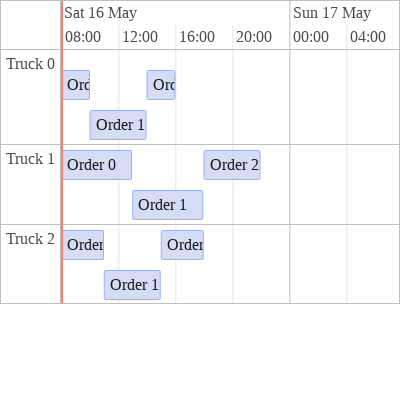 Sat 16 May Sun 17 May
08:00 12:00 16:00 20:00 00:00 04:00
Truck 0
Ord Ord
Order 1
Truck 1
Order 0 Order 2
Order 1
Truck 2
Order Order
Order 1